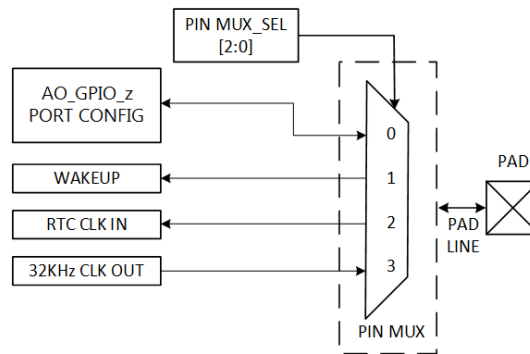 PIN MUX_SEL
[2:0]
AO_GPIO_z
PORT CONFIG
0
WAKEUP
1
PAD
RTC CLK IN
2
PAD
LINE
32KHz CLK OUT
3
PIN MUX